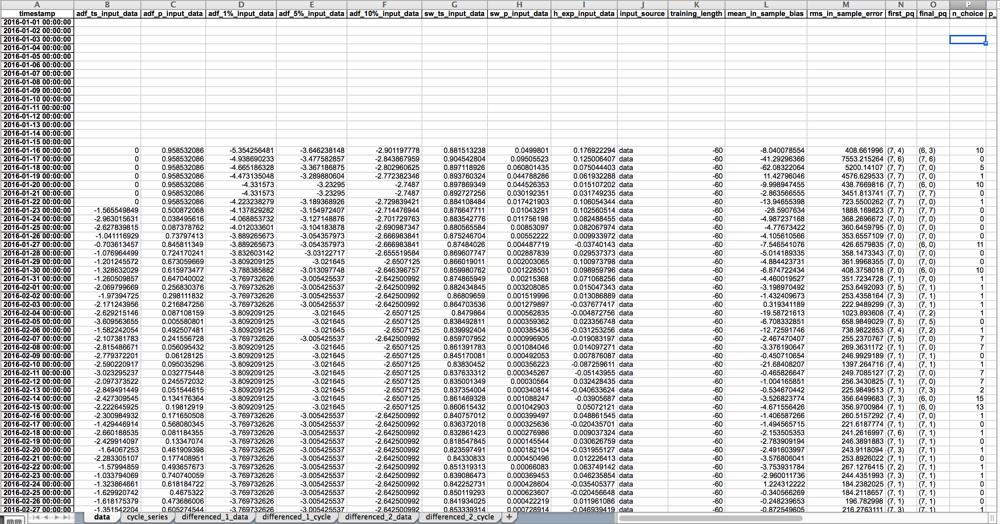 A B C D E F G H I J K L M N O P
timestamp adf_ts_input_data adf_p_input_data adf_1%_input_data adf_5%_input_data adf_10%_input_data sw_ts_input_data sw_p_input_data h_exp_input_data input_source training_length mean_in_sample_bias rms_in_sample_error first_pq final_pq n_choice p_
2016-01-01 00:00:00
2016-01-02 00:00:00
2016-01-03 00:00:00
2016-01-04 00:00:00
2016-01-05 00:00:00
2016-01-06 00:00:00
2016-01-07 00:00:00
2016-01-08 00:00:00
2016-01-09 00:00:00
2016-01-10 00:00:00
2016-01-11 00:00:00
2016-01-12 00:00:00
2016-01-13 00:00:00
2016-01-14 00:00:00
2016-01-15 00:00:00
2016-01-16 00:00:00 0 0.958532086 -5.354256481 -3.646238148 -2.901197778 0.881513238 0.0499801 0.176922294 data -60 -8.040078554 408.661996 (7, 4) (6, 3) 10
2016-01-17 00:00:00 0 0.958532086 -4.938690233 -3.477582857 -2.843867959 0.904542804 0.09505523 0.125006407 data -60 -41.29296366 7553.215264 (7, 6) (7, 6) 0
2016-01-18 00:00:00 0 0.958532086 -4.665186328 -3.367186875 -2.802960625 0.897118926 0.060801435 0.075044403 data -60 -62.08322064 5200.14107 (7, 7) (7, 0) 5
2016-01-19 00:00:00 0 0.958532086 -4.473135048 -3.289880604 -2.772382346 0.893760324 0.044788286 0.061932288 data -60 11.42796046 4576.629533 (7, 7) (7, 0) 1
2016-01-20 00:00:00 0 0.958532086 -4.331573 -3.23295 -2.7487 0.897869349 0.044526353 0.015107202 data -60 -9.998947455 438.7669816 (7, 7) (6, 0) 10
2016-01-21 00:00:00 0 0.958532086 -4.331573 -3.23295 -2.7487 0.892727256 0.030192351 0.031749235 data -60 -2.863566555 3451.813741 (7, 7) (7, 7) 0
2016-01-22 00:00:00 0 0.958532086 -4.223238279 -3.189368926 -2.729839421 0.884108484 0.017421903 0.106054344 data -60 -13.94655398 723.5500262 (7, 7) (7, 0) 1
2016-01-23 00:00:00 -1.565549849 0.500872068 -4.137829282 -3.154972407 -2.714476944 0.876647711 0.01043291 0.102560514 data -60 -28.5907634 1888.169823 (7, 7) (7, 7) 0
2016-01-24 00:00:00 -2.963015631 0.038495616 -4.068853732 -3.127148876 -2.701729763 0.883542776 0.011756198 0.082488455 data -60 -4.987237168 368.2696672 (7, 0) (7, 0) 0
2016-01-25 00:00:00 -2.627839815 0.087378762 -4.012033601 -3.104183878 -2.690987347 0.880565584 0.00853097 0.082067974 data -60 -4.77673422 360.6459795 (7, 0) (7, 0) 0
2016-01-26 00:00:00 -1.041116929 0.73797413 -3.889265673 -3.054357973 -2.666983841 0.875246704 0.00552222 0.009933972 data -60 -4.105610566 353.6557109 (7, 0) (7, 0) 0
2016-01-27 00:00:00 -0.703613457 0.845811349 -3.889265673 -3.054357973 -2.666983841 0.87484026 0.004487719 -0.03740143 data -60 -7.546541076 426.6579835 (7, 0) (6, 0) 11
2016-01-28 00:00:00 -1.076964499 0.724170241 -3.832603142 -3.03122717 -2.655519584 0.869607747 0.002887839 0.029537373 data -60 -5.014189335 358.1473343 (7, 0) (7, 0) 0
2016-01-29 00:00:00 -1.201245572 0.673059669 -3.809209125 -3.021645 -2.6507125 0.866019011 0.002003065 0.100973798 data -60 -4.884423731 361.9968355 (7, 0) (7, 0) 0
2016-01-30 00:00:00 -1.328632029 0.615973477 -3.788385882 -3.013097748 -2.646396757 0.859980762 0.001228501 0.098959796 data -60 -6.874722434 408.3758018 (7, 0) (6, 0) 10
2016-01-31 00:00:00 -1.260509857 0.647040002 -3.769732626 -3.005425537 -2.642500992 0.874865949 0.00215368 0.071068256 data -60 -4.460019527 351.7234728 (7, 1) (7, 0) 1
2016-02-01 00:00:00 -2.069799669 0.256830376 -3.769732626 -3.005425537 -2.642500992 0.882434845 0.003208085 0.015047343 data -60 -3.198970492 253.6492093 (7, 5) (7, 1) 1
2016-02-02 00:00:00 -1.97394725 0.298111832 -3.769732626 -3.005425537 -2.642500992 0.86809659 0.001519996 0.013086889 data -60 -1.432409673 253.4358164 (7, 3) (7, 1) 1
2016-02-03 00:00:00 -2.171243956 0.216847256 -3.769732626 -3.005425537 -2.642500992 0.864703536 0.001279897 -0.037677417 data -60 0.319341189 222.9489299 (7, 3) (7, 1) 1
2016-02-04 00:00:00 -2.629215146 0.087108159 -3.809209125 -3.021645 -2.6507125 0.8479864 0.000562835 -0.004872756 data -60 -19.58721613 1023.893608 (7, 4) (7, 2) 1
2016-02-05 00:00:00 -3.609563655 0.005580801 -3.809209125 -3.021645 -2.6507125 0.838492811 0.000359362 0.023356748 data -60 -6.708332851 658.9849029 (7, 5) (7, 5) 0
2016-02-06 00:00:00 -1.582242054 0.492507481 -3.809209125 -3.021645 -2.6507125 0.839992404 0.000385436 -0.031253256 data -60 -12.72591746 738.9822853 (7, 4) (7, 2) 1
2016-02-07 00:00:00 -2.107381783 0.241556728 -3.769732626 -3.005425537 -2.642500992 0.859707952 0.000996905 -0.019083197 data -60 -2.467470407 255.2370767 (7, 5) (7, 0) 7
2016-02-08 00:00:00 -2.815486671 0.056095432 -3.809209125 -3.021645 -2.6507125 0.861391783 0.001084046 0.014097271 data -60 -3.376190647 269.3631172 (7, 1) (7, 0) 7
2016-02-09 00:00:00 -2.779372201 0.06128125 -3.809209125 -3.021645 -2.6507125 0.845170081 0.000492053 0.007876087 data -60 -0.450710654 246.9929189 (7, 1) (7, 1) 0
2016-02-10 00:00:00 -2.590220917 0.095035296 -3.809209125 -3.021645 -2.6507125 0.83830452 0.000356223 -0.087259611 data -60 -21.68408207 1397.264716 (7, 4) (7, 1) 1
2016-02-11 00:00:00 -3.023295237 0.032775448 -3.809209125 -3.021645 -2.6507125 0.837633312 0.000345267 -0.05143955 data -60 -0.465826647 249.7085127 (7, 2) (7, 0) 7
2016-02-12 00:00:00 -2.097373522 0.245572032 -3.809209125 -3.021645 -2.6507125 0.835001349 0.00030564 0.032428435 data -60 -1.004165851 256.3430825 (7, 1) (7, 0) 7
2016-02-13 00:00:00 -2.849491449 0.051544615 -3.809209125 -3.021645 -2.6507125 0.837354004 0.000340814 -0.040633624 data -60 -0.534670442 225.9849513 (7, 1) (7, 3) 2
2016-02-14 00:00:00 -2.427309545 0.134176364 -3.809209125 -3.021645 -2.6507125 0.861469328 0.001088247 -0.03905687 data -60 -3.526823774 356.6499683 (7, 3) (6, 0) 15
2016-02-15 00:00:00 -2.222645925 0.19812919 -3.809209125 -3.021645 -2.6507125 0.860615432 0.001042903 0.05072121 data -60 -4.671556426 356.9700984 (7, 1) (6, 0) 13
2016-02-16 00:00:00 -2.300984932 0.171650508 -3.769732626 -3.005425537 -2.642500992 0.840757012 0.000399497 0.048861545 data -60 -1.406587266 260.5157292 (7, 4) (7, 0) 1
2016-02-17 00:00:00 -1.429446914 0.568080345 -3.769732626 -3.005425537 -2.642500992 0.836372018 0.000325636 -0.020435701 data -60 -1.494565715 221.6187774 (7, 1) (7, 1) 0
2016-02-18 00:00:00 -2.660188535 0.081184355 -3.769732626 -3.005425537 -2.642500992 0.832861423 0.000276986 0.009037324 data -60 -2.153505353 241.2616997 (7, 6) (7, 1) 1
2016-02-19 00:00:00 -2.429914097 0.13347074 -3.769732626 -3.005425537 -2.642500992 0.818547845 0.000145544 0.030626759 data -60 -2.783909194 246.3891883 (7, 1) (7, 1) 0
2016-02-20 00:00:00 -1.64067253 0.461909398 -3.769732626 -3.005425537 -2.642500992 0.823597491 0.000182104 -0.031955127 data -60 -2.491603997 243.9118094 (7, 3) (7, 1) 1
2016-02-21 00:00:00 -2.283305107 0.177408951 -3.769732626 -3.005425537 -2.642500992 0.84330833 0.000450496 0.012226413 data -60 -3.576806041 253.8926022 (7, 1) (7, 1) 0
2016-02-22 00:00:00 -1.57994859 0.493657673 -3.769732626 -3.005425537 -2.642500992 0.851319313 0.00066083 0.063749142 data -60 -3.753931784 267.1276415 (7, 2) (7, 1) 1
2016-02-23 00:00:00 -1.033794069 0.740740059 -3.769732626 -3.005425537 -2.642500992 0.839086473 0.000369453 0.046235854 data -60 -2.960011736 244.4351993 (7, 3) (7, 1) 1
2016-02-24 00:00:00 -1.323864661 0.618184722 -3.769732626 -3.005425537 -2.642500992 0.842252731 0.000428604 -0.035405377 data -60 1.224312222 184.2382025 (7, 1) (7, 1) 0
2016-02-25 00:00:00 -1.629920742 0.4675322 -3.769732626 -3.005425537 -2.642500992 0.850119293 0.000623607 -0.020456648 data -60 -0.340566269 184.2118657 (7, 1) (7, 1) 0
2016-02-26 00:00:00 -1.618175379 0.473686006 -3.769732626 -3.005425537 -2.642500992 0.841934025 0.000422219 0.011961086 data -60 -0.248239653 196.782998 (7, 1) (7, 1) 0
2016-02-27 00:00:00 -1.351542204 0.605274544 -3.769732626 -3.005425537 -2.642500992 0.853339314 0.000728914 -0.046939419 data -60 -0.872549605 216.2763111 (7, 3) (7, 1) 1
data cycle_series differenced_1_data differenced_1_cycle differenced_2_data differenced_2_cycle +